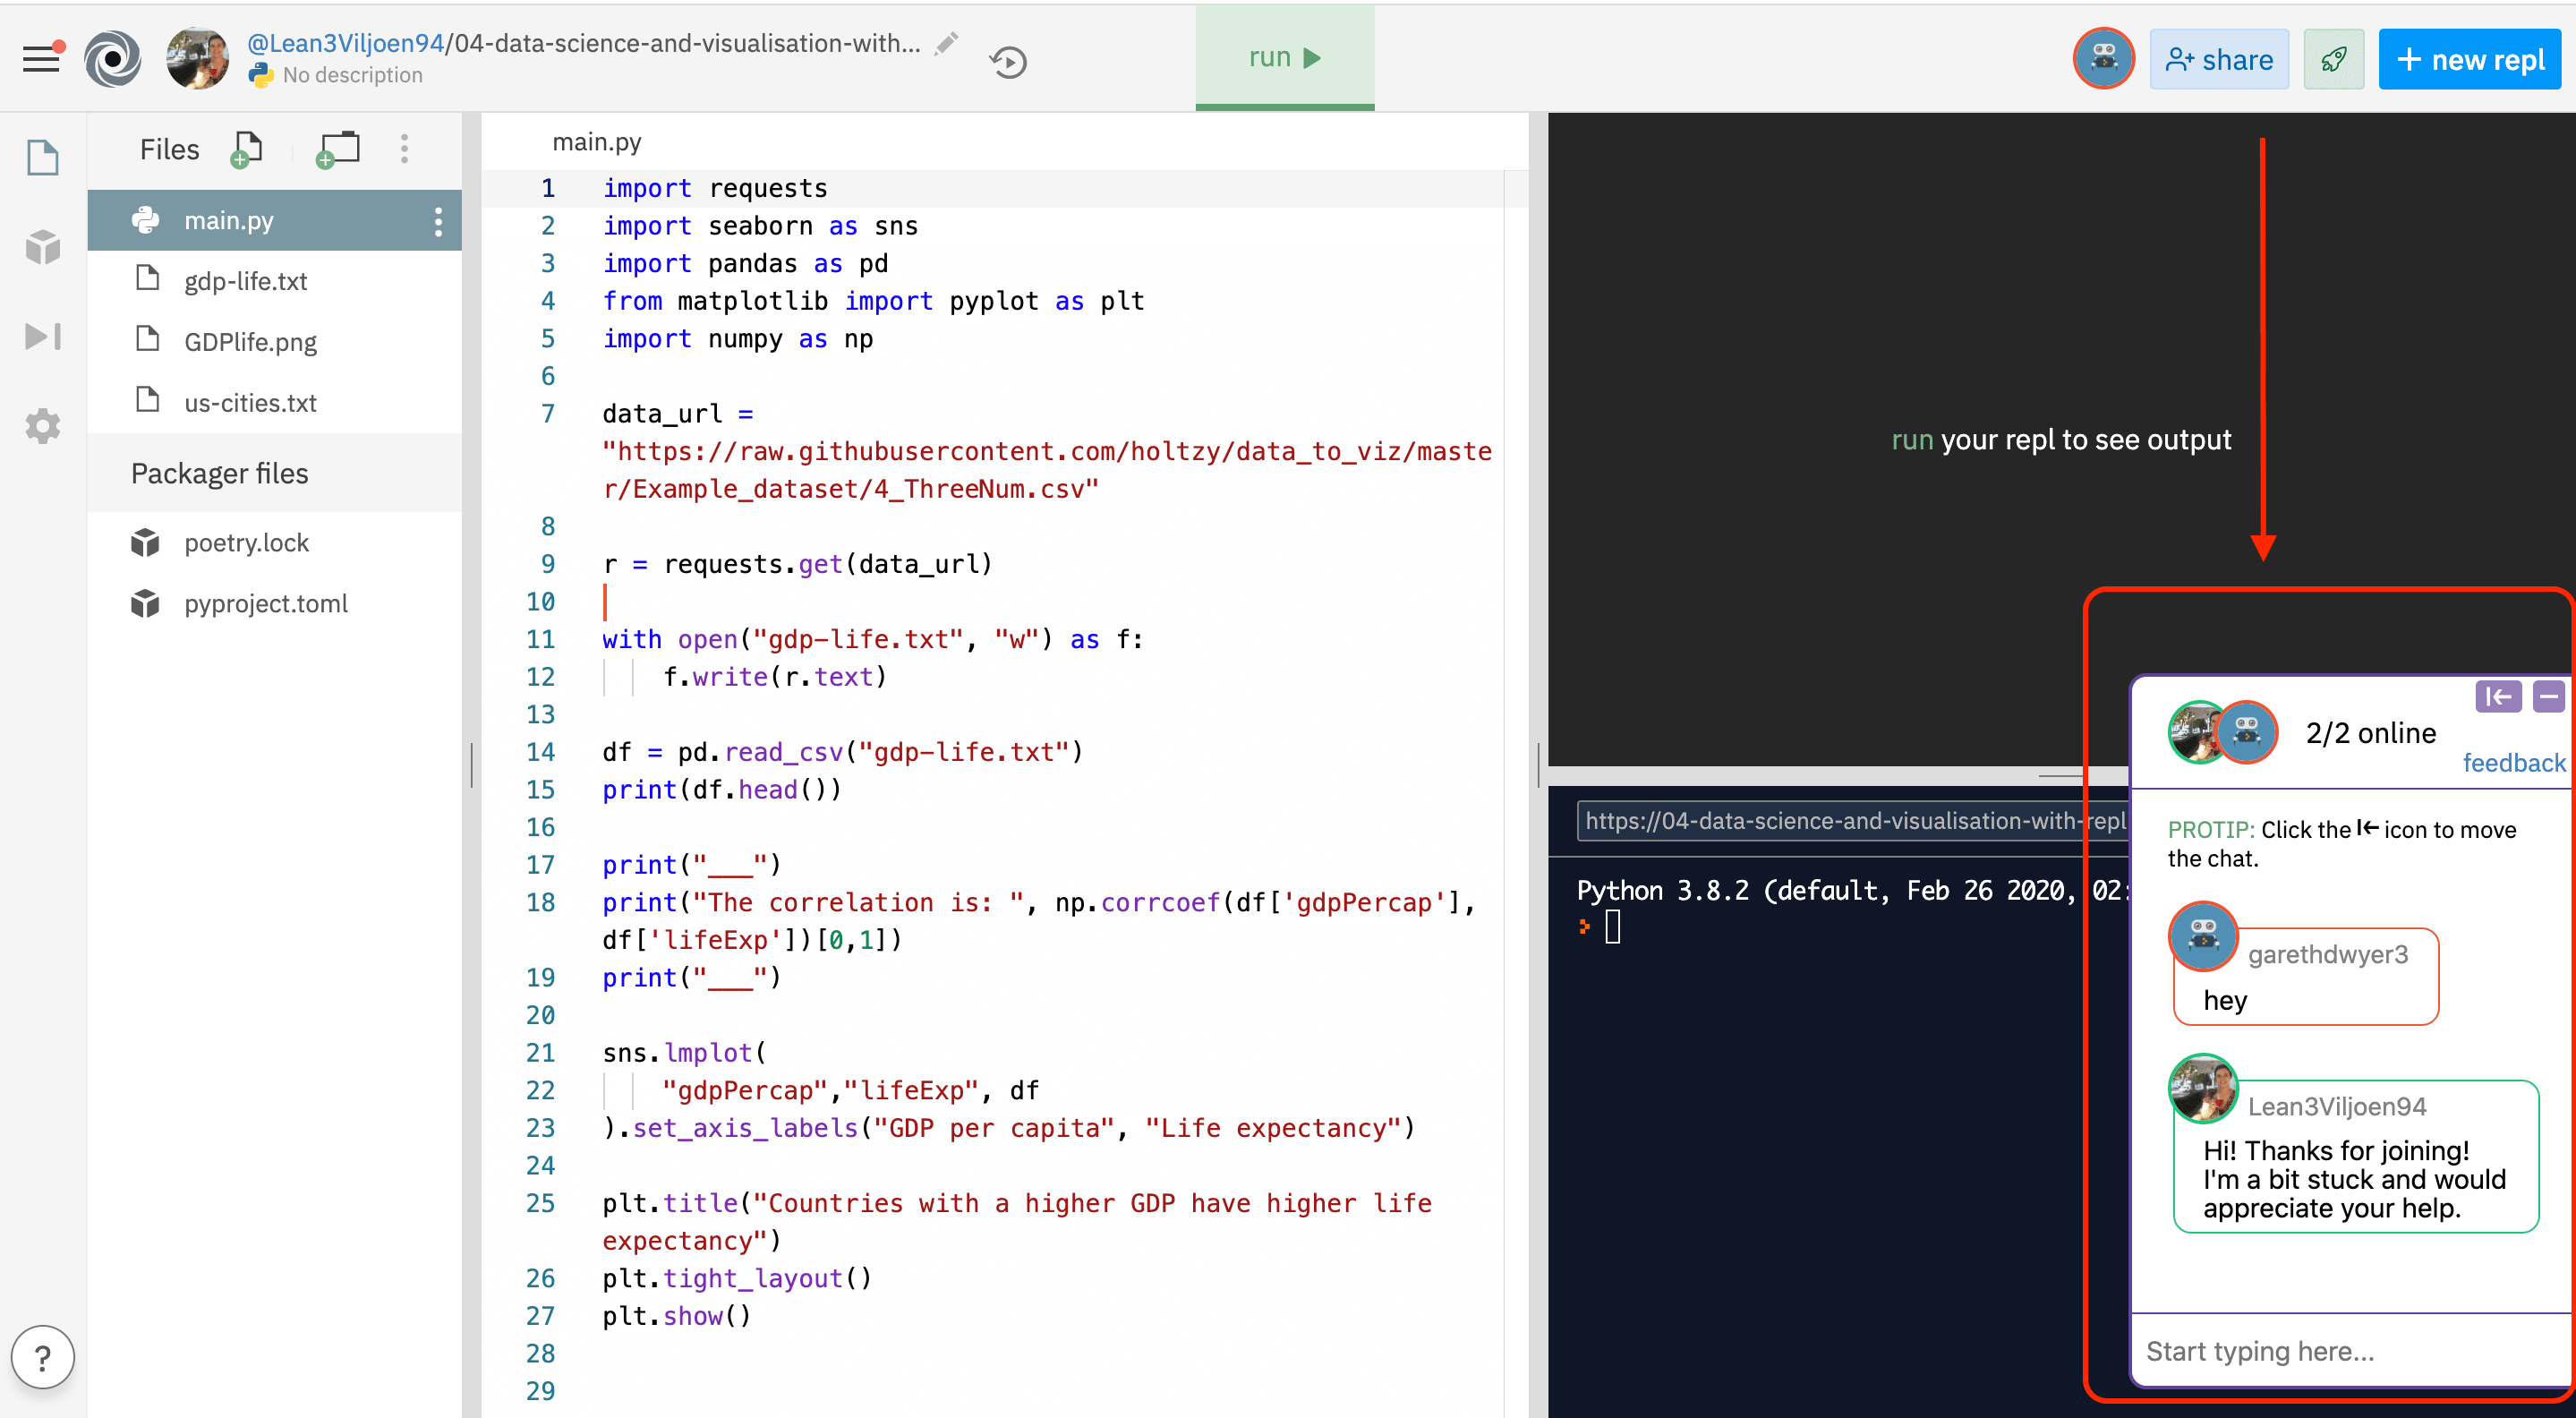 @Lean3Viljoen94/04-data-science-and-visualisation-with...
No description
run
share
+ new repl
Files
main.py
gdp-life.txt
GDPlife.png
us-cities.txt
Packager files
poetry.lock
pyproject.toml
?
main.py
1 import requests
2 import seaborn as sns
3 import pandas as pd
4 from matplotlib import pyplot as plt
5 import numpy as np
6
7 data_url =
"https://raw.githubusercontent.com/holtzy/data_to_viz/maste
r/Example_dataset/4_ThreeNum.csv"
8
9 r = requests.get(data_url)
10
11 with open("gdp-life.txt", "w") as f:
12     f.write(r.text)
13
14 df = pd.read_csv("gdp-life.txt")
15 print(df.head())
16
17 print("___")
18 print("The correlation is: ", np.corrcoef(df['gdpPercap'],
df['lifeExp'])[0,1])
19 print("___")
20
21 sns.lmplot(
22     "gdpPercap","lifeExp", df
23 ).set_axis_labels("GDP per capita", "Life expectancy")
24
25 plt.title("Countries with a higher GDP have higher life
expectancy")
26 plt.tight_layout()
27 plt.show()
28
29
run your repl to see output
https://04-data-science-and-visualisation-with-repl
Python 3.8.2 (default, Feb 26 2020, 02:
2/2 online
feedback
PROTIP: Click the icon to move
the chat.
garethdwyer3
hey
Lean3Viljoen94
Hi! Thanks for joining!
I'm a bit stuck and would
appreciate your help.
Start typing here...